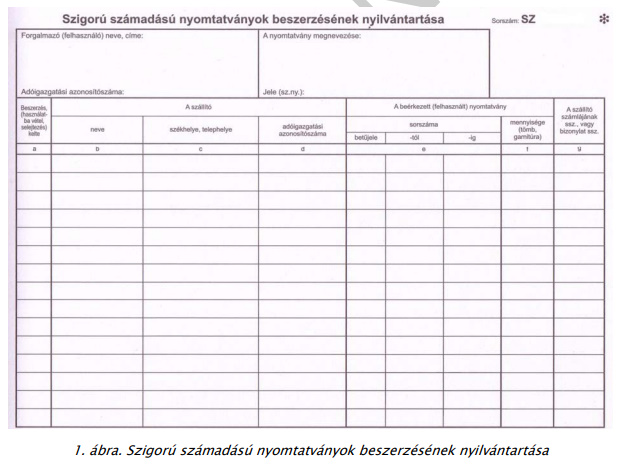 Szigorú számadású nyomtatványok beszerzésének nyilvántartása
Sorszám: SZ
Forgalmazó (felhasználó) neve, címe:
A nyomtatvány megnevezése:
Adóigazgatási azonosítószáma:
Jele (sz.ny.):
Beszerzés,
(használat-
ba vétel,
selejtezés)
kelte
A szállító
neve
székhelye, telephelye
adóigazgatási
azonosítószáma
A beérkezett (felhasznált) nyomtatvány
sorszáma
betűjele
-tól
-ig
mennyisége
(tömb,
garnitúra)
A szállító
számlájának
ssz., vagy
bizonylat ssz.
a
b
c
d
e
f
g
1. ábra. Szigorú számadású nyomtatványok beszerzésének nyilvántartása